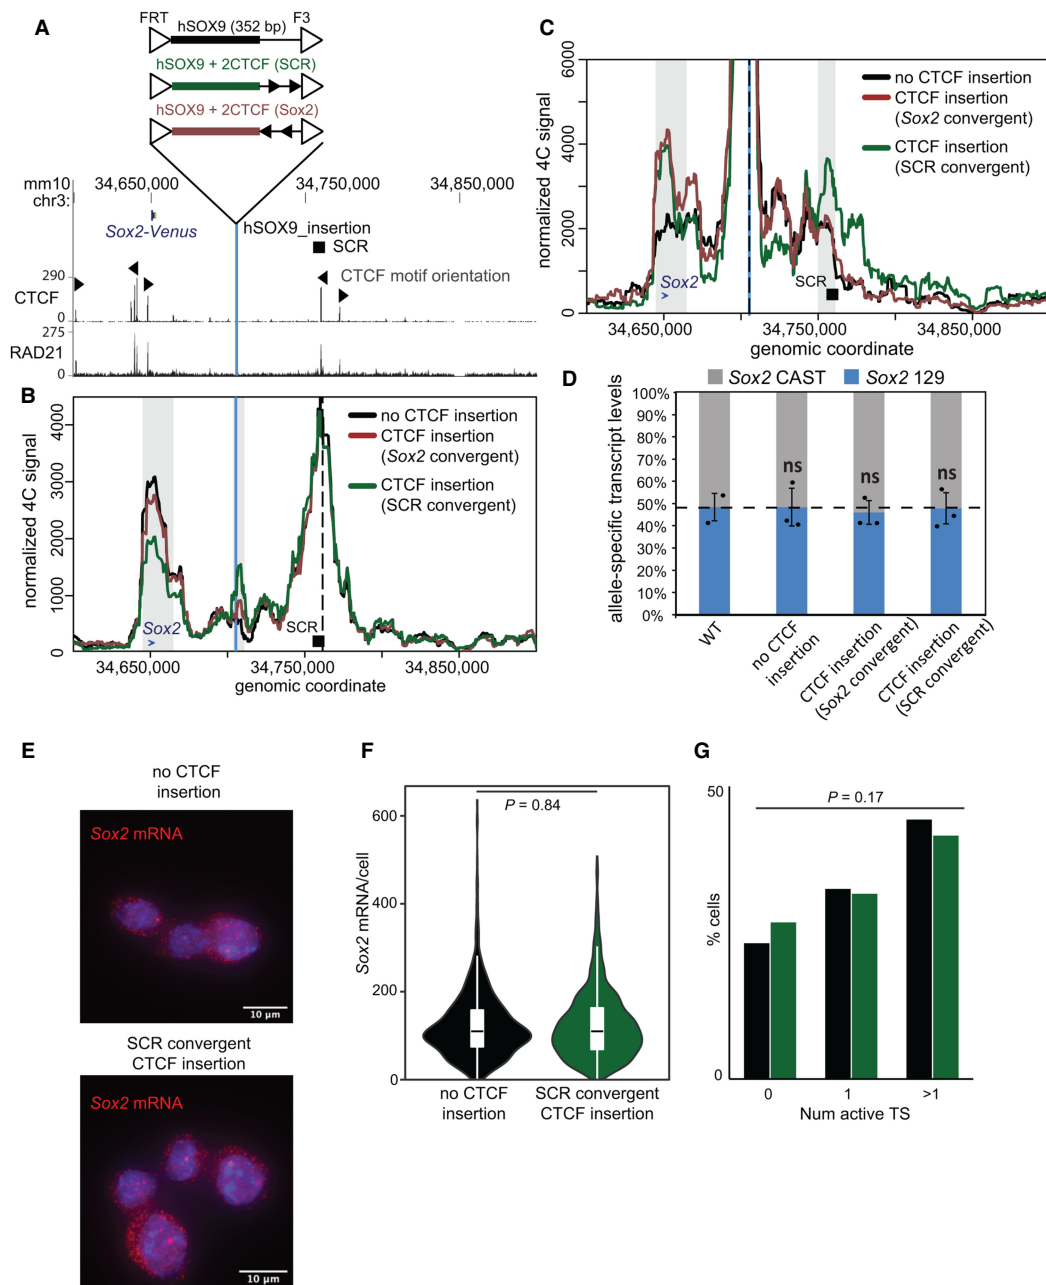 A
FRT
hSOX9 (352 bp)
F3
hSOX9 + 2CTCF (SCR)
hSOX9 + 2CTCF (Sox2)
mm10
chr3:
34,650,000
34,750,000
34,850,000
Sox2-Venus
hSOX9_insertion
SCR
CTCF motif orientation
290
CTCF
0
275
RAD21
0
B
normalized 4C signal
4000
3000
2000
1000
0
no CTCF insertion
CTCF insertion
(Sox2 convergent)
CTCF insertion
(SCR convergent)
Sox2
SCR
34,650,000
34,750,000
34,850,000
genomic coordinate
C
normalized 4C signal
6000
4000
2000
0
no CTCF insertion
CTCF insertion
(Sox2 convergent)
CTCF insertion
(SCR convergent)
Sox2
SCR
34,650,000
34,750,000
34,850,000
genomic coordinate
D
Sox2 CAST
Sox2 129
allele-specific transcript levels
100%
90%
80%
70%
60%
50%
40%
30%
20%
10%
0%
ns
ns
ns
WT
no CTCF
insertion
CTCF insertion
(Sox2 convergent)
CTCF insertion
(SCR convergent)
E
no CTCF
insertion
Sox2 mRNA
10 µm
SCR convergent
CTCF insertion
Sox2 mRNA
10 µm
F
Sox2 mRNA/cell
600
400
200
0
P = 0.84
no CTCF
insertion
SCR convergent
CTCF insertion
G
% cells
50
0
P = 0.17
0
1
>1
Num active TS